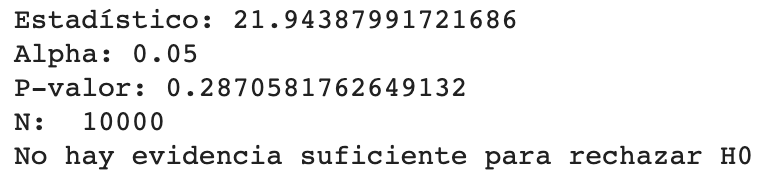 Estadístico: 21.94387991721686
Alpha: 0.05
P-valor: 0.2870581762649132
N:  10000
No hay evidencia suficiente para rechazar H0